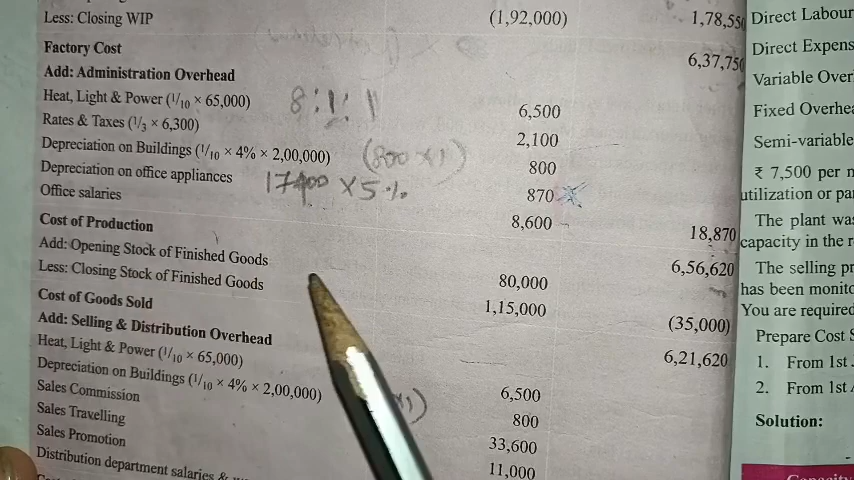 Less: Closing WIP (1,92,000) 1,78,550
Factory Cost 6,37,750
Add: Administration Overhead
Heat, Light & Power (1/10 × 65,000) 8:1:1 6,500
Rates & Taxes (1/3 × 6,300) 2,100
Depreciation on Buildings (1/10 × 4% × 2,00,000) (800 × 1) 800
Depreciation on office appliances 17400 × 5% 870
Office salaries 8,600 18,870
Cost of Production 6,56,620
Add: Opening Stock of Finished Goods 80,000
Less: Closing Stock of Finished Goods 1,15,000 (35,000)
Cost of Goods Sold 6,21,620
Add: Selling & Distribution Overhead
Heat, Light & Power (1/10 × 65,000) 6,500
Depreciation on Buildings (1/10 × 4% × 2,00,000) 800
Sales Commission 33,600
Sales Travelling 11,000
Sales Promotion
Distribution department salaries &
Direct Labour
Direct Expens
Variable Over
Fixed Overhe
Semi-variable
₹ 7,500 per
utilization or pa
The plant wa
capacity in the r
The selling pr
has been monito
You are required
Prepare Cost S
1. From 1st
2. From 1st
Solution: